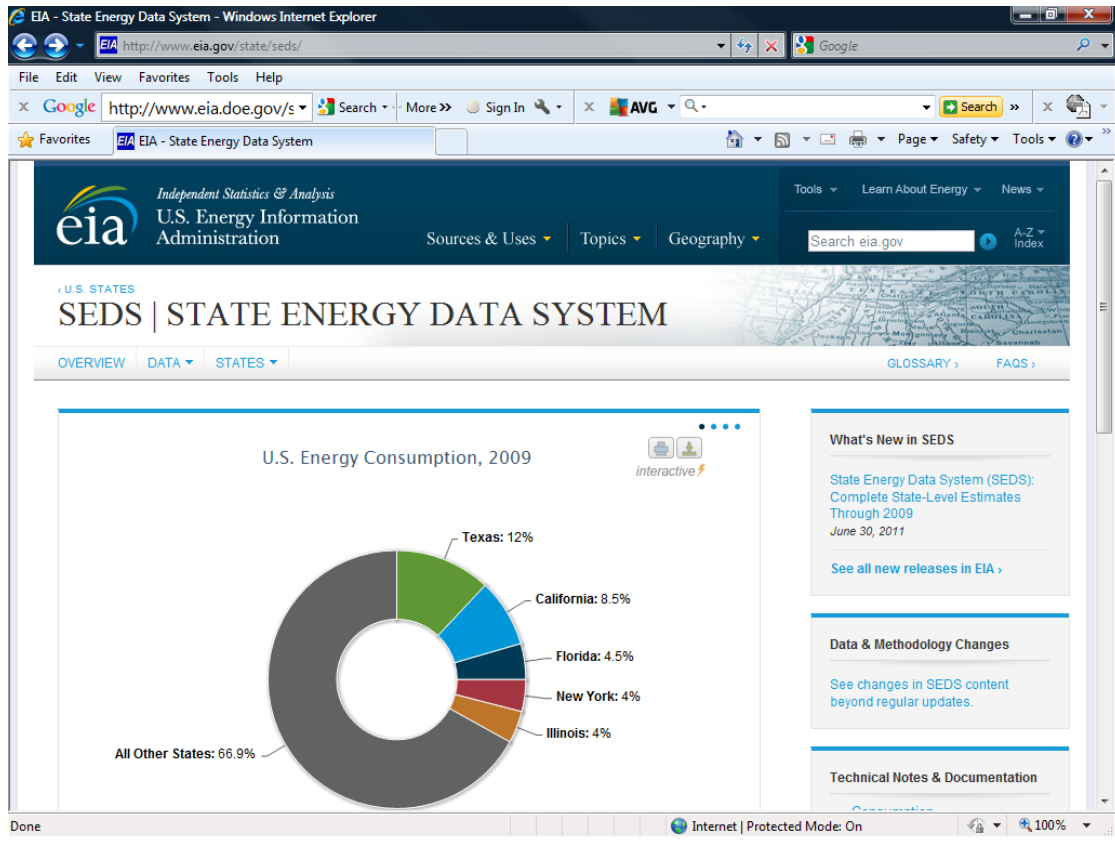 EIA - State Energy Data System - Windows Internet Explorer
EIA http://www.eia.gov/state/seds/
Google
File Edit View Favorites Tools Help
x Google http://www.eia.doe.gov/s Search More >> Sign In x AVG Search >> x
Favorites EIA EIA - State Energy Data System Page Safety Tools >>
Independent Statistics & Analysis
eia U.S. Energy Information
Administration
Sources & Uses Topics Geography
Tools Learn About Energy News
Search eia.gov
A-Z
Index
‹ U.S. STATES
SEDS | STATE ENERGY DATA SYSTEM
OVERVIEW DATA STATES GLOSSARY › FAQS ›
U.S. Energy Consumption, 2009
interactive
Texas: 12%
California: 8.5%
Florida: 4.5%
New York: 4%
Illinois: 4%
All Other States: 66.9%
What's New in SEDS
State Energy Data System (SEDS):
Complete State-Level Estimates
Through 2009
June 30, 2011
See all new releases in EIA ›
Data & Methodology Changes
See changes in SEDS content
beyond regular updates.
Technical Notes & Documentation
Done Internet | Protected Mode: On 100%